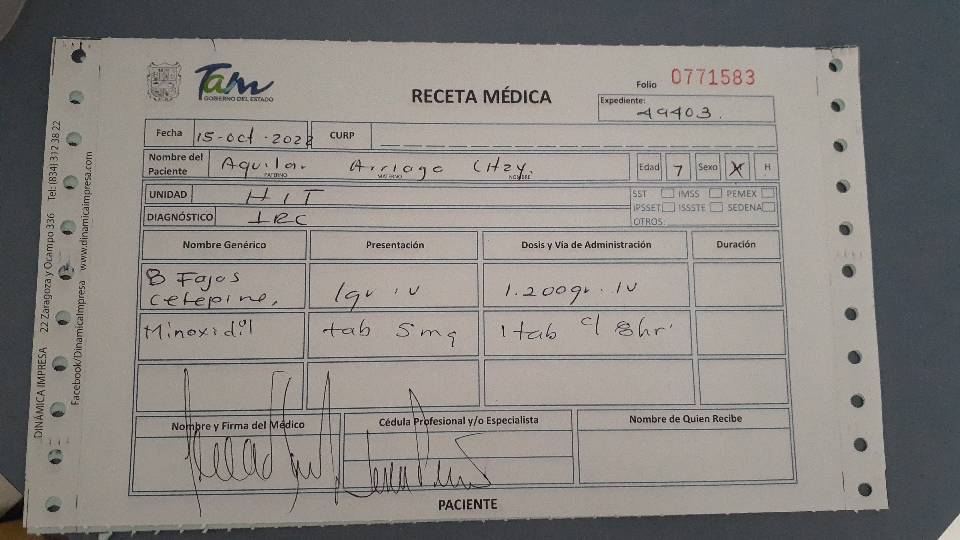 Tam
GOBIERNO DEL ESTADO
RECETA MÉDICA
Folio 0771583
Expediente:
49403.
Fecha 15-oct-2022 CURP
Nombre del Paciente Aguilar Arriaga Citzy.
PATERNO MATERNO NOMBRE
Edad 7 Sexo X H
UNIDAD HIT
DIAGNÓSTICO IRC
SST IMSS PEMEX
IPSSET ISSSTE SEDENA
OTROS:
Nombre Genérico Presentación Dosis y Vía de Administración Duración
8 Fajos
Cefepine, 1gr IV 1.200gr. IV
Minoxidil tab 5mg 1 tab c/ 8hr.
Nombre y Firma del Médico Cédula Profesional y/o Especialista Nombre de Quien Recibe
PACIENTE
DINÁMICA IMPRESA 22 Zaragoza y Ocampo 336 Tel: (834) 312 38 22
Facebook/DinamicaImpresa www.dinamicaimpresa.com